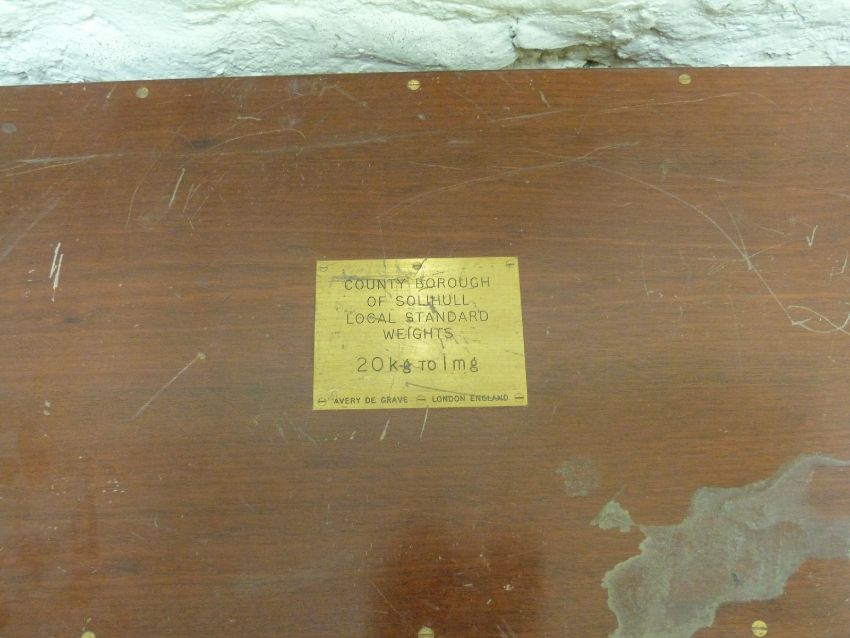 COUNTY BOROUGH
OF SOLIHULL
LOCAL STANDARD
WEIGHTS
20kg TO 1mg
AVERY DE GRAVE LONDON ENGLAND